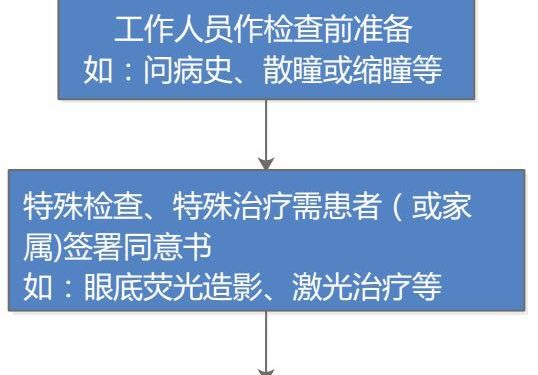 工作人员作检查前准备
如：问病史、散瞳或缩瞳等
特殊检查、特殊治疗需患者（或家
属)签署同意书
如：眼底荧光造影、激光治疗等